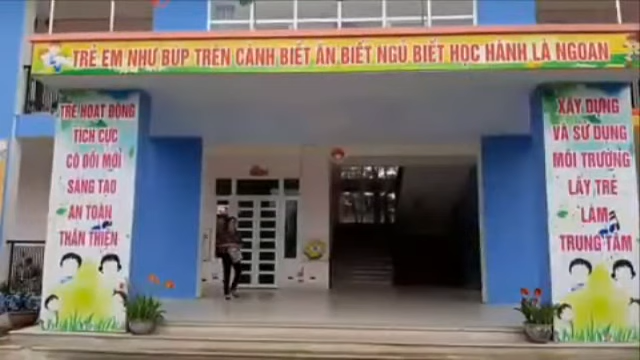 TRẺ EM NHƯ BÚP TRÊN CÀNH BIẾT ĂN BIẾT NGỦ BIẾT HỌC HÀNH LÀ NGOAN
TRẺ HOẠT ĐỘNG
TÍCH CỰC
CÓ ĐỔI MỚI
SÁNG TẠO
AN TOÀN
THÂN THIỆN
XÂY DỰNG
VÀ SỬ DỤNG
MÔI TRƯỜNG
LẤY TRẺ
LÀM
TRUNG TÂM